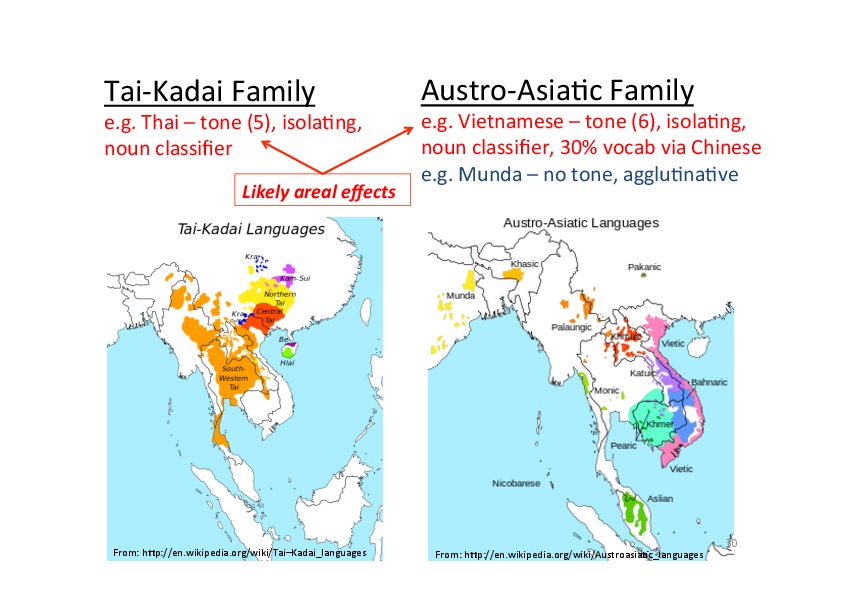 Tai-Kadai Family
e.g. Thai – tone (5), isolating,
noun classifier
Austro-Asiatic Family
e.g. Vietnamese – tone (6), isolating,
noun classifier, 30% vocab via Chinese
e.g. Munda – no tone, agglutinative
Likely areal effects
Tai-Kadai Languages
Kra
Kam-Sui
Northern
Tai
Kra
Central
Tai
Be
Hlai
South-
Western
Tai
From: http://en.wikipedia.org/wiki/Tai–Kadai_languages
Austro-Asiatic Languages
Khasic
Pakanic
Munda
Palaungic
Khmuic
Vietic
Katuic
Bahnaric
Monic
Khmer
Pearic
Vietic
Nicobarese
Aslian
30
From: http://en.wikipedia.org/wiki/Austroasiatic_languages